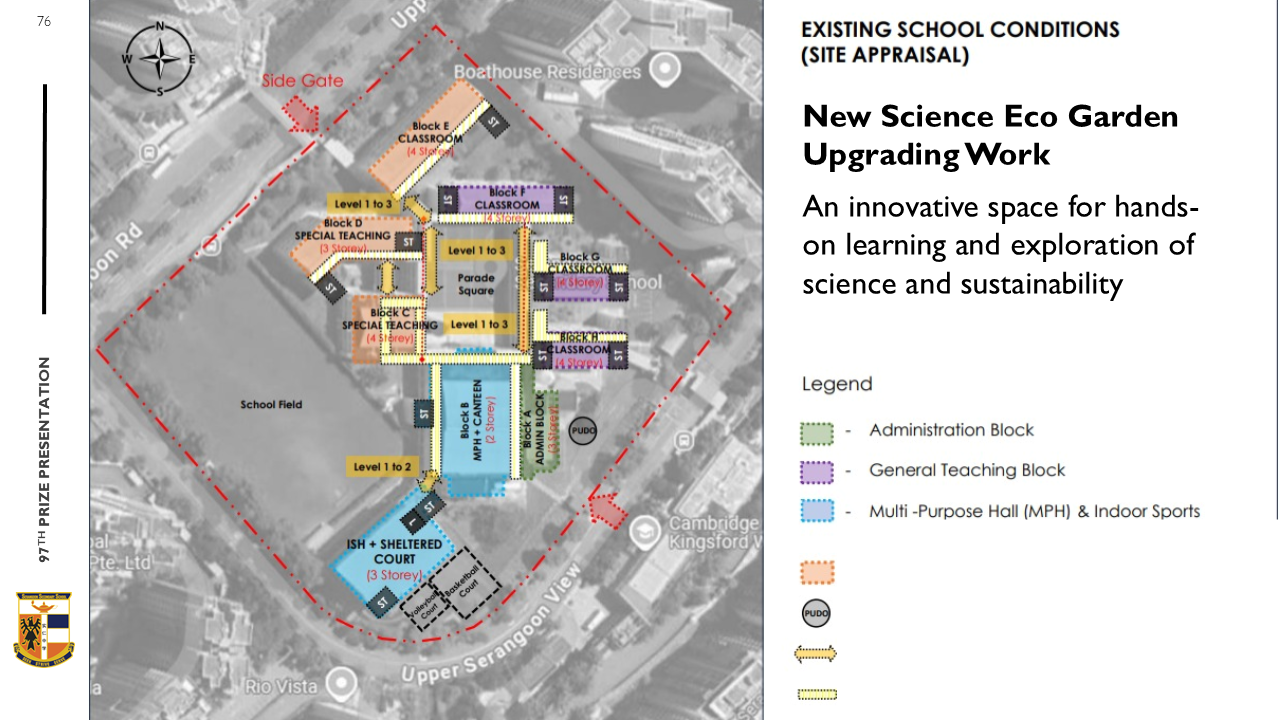 76
97TH PRIZE PRESENTATION
N
W
E
S
Upp
Side Gate
Boathouse Residences
Block E
CLASSROOM
(4 Storey)
ST
Level 1 to 3
ST
Block F
CLASSROOM
(4 Storey)
ST
Block D
SPECIAL TEACHING
(3 Storey)
ST
ST
oon Rd
Level 1 to 3
Parade
Square
Level 1 to 3
Block G
CLASSROOM
(4 Storey)
ST
ST
hool
Block C
SPECIAL TEACHING
(4 Storey)
Block H
CLASSROOM
(4 Storey)
ST
ST
School Field
ST
Block B
MPH + CANTEEN
(2 Storey)
Block A
ADMIN BLOCK
(3 Storey)
PUDO
Level 1 to 2
ST
L
ISH + SHELTERED
COURT
(3 Storey)
ST
Volleyball
Court
Basketball
Court
Cambridge
Kingsford W
Pte. Ltd
Upper Serangoon View
Rio Vista
EXISTING SCHOOL CONDITIONS
(SITE APPRAISAL)
New Science Eco Garden
Upgrading Work
An innovative space for hands-
on learning and exploration of
science and sustainability
Legend
- Administration Block
- General Teaching Block
- Multi -Purpose Hall (MPH) & Indoor Sports
PUDO